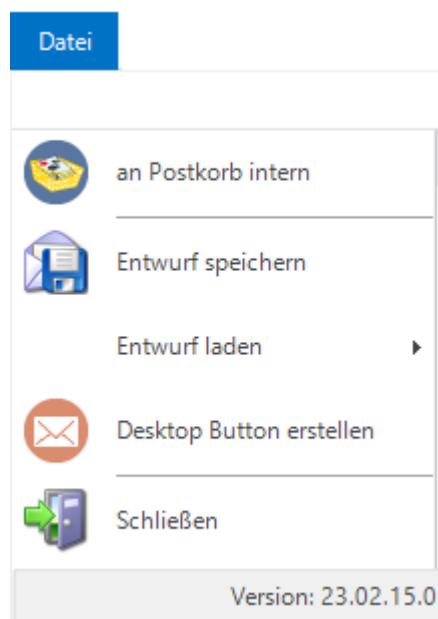 Datei
an Postkorb intern
Entwurf speichern
Entwurf laden
Desktop Button erstellen
Schließen
Version: 23.02.15.0